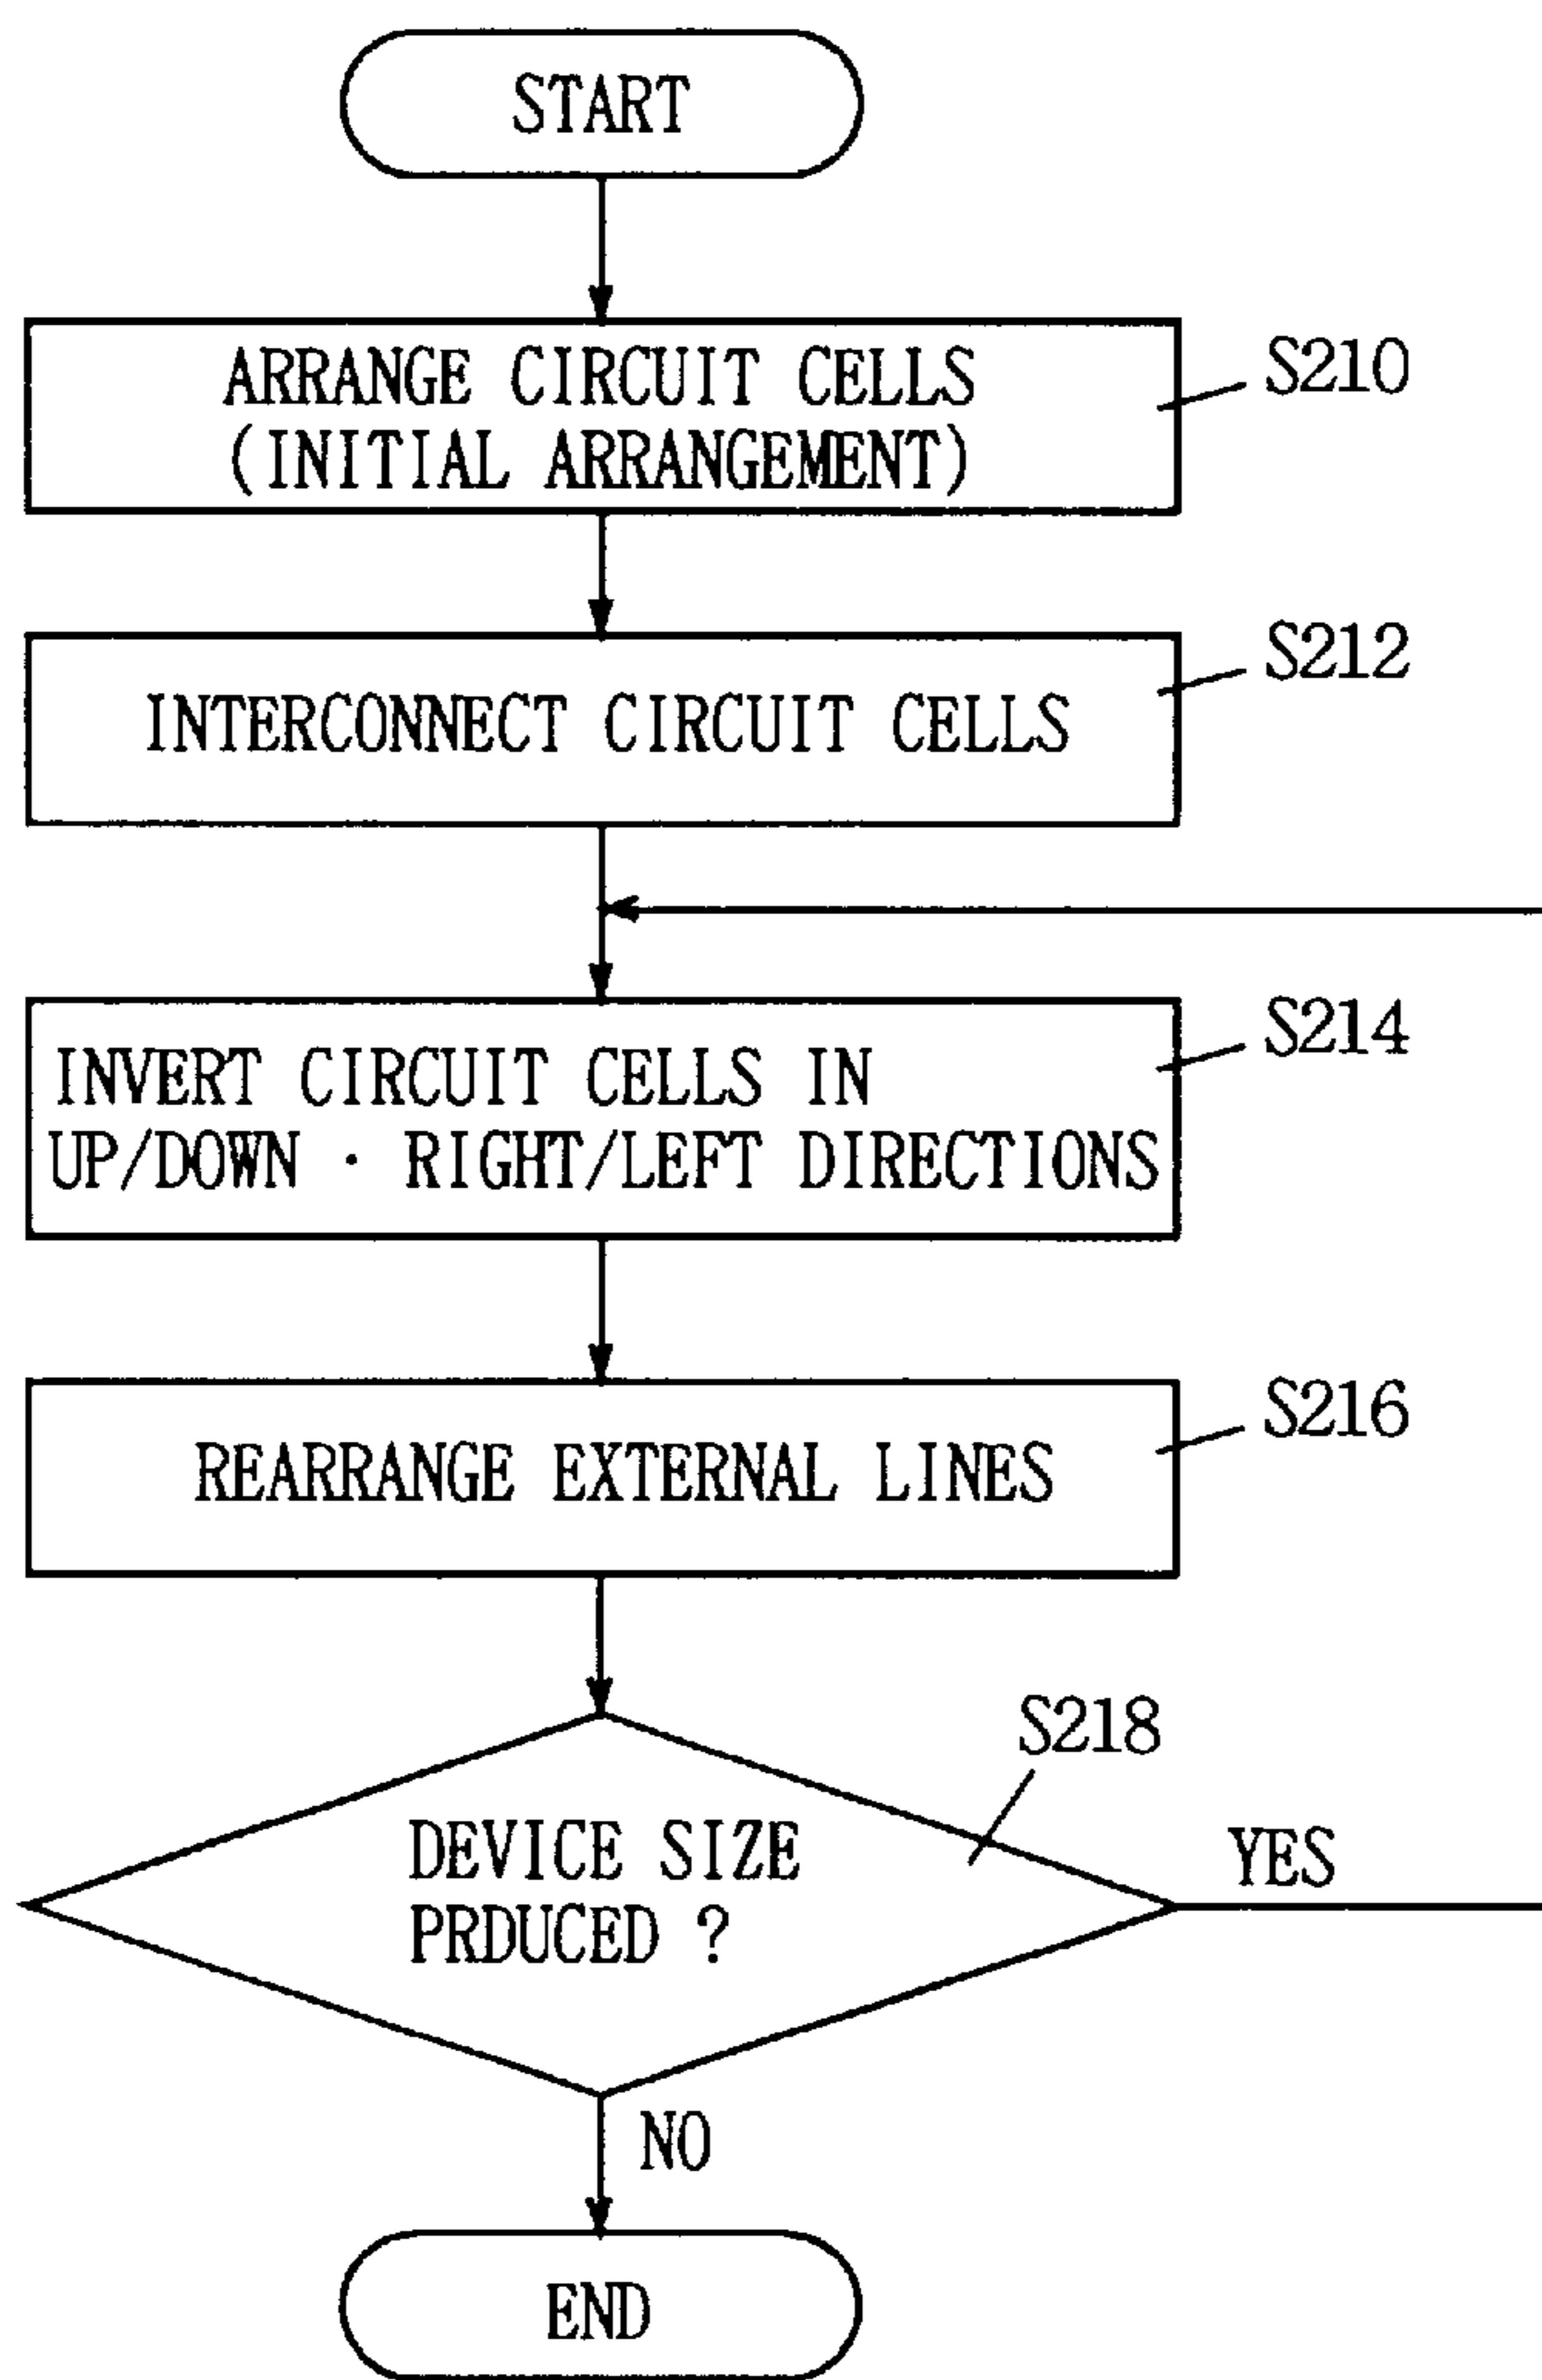 START
ARRANGE CIRCUIT CELLS
(INITIAL ARRANGEMENT)
S210
INTERCONNECT CIRCUIT CELLS
S212
INVERT CIRCUIT CELLS IN
UP/DOWN · RIGHT/LEFT DIRECTIONS
S214
REARRANGE EXTERNAL LINES
S216
DEVICE SIZE
PRDUCED ?
S218
YES
NO
END